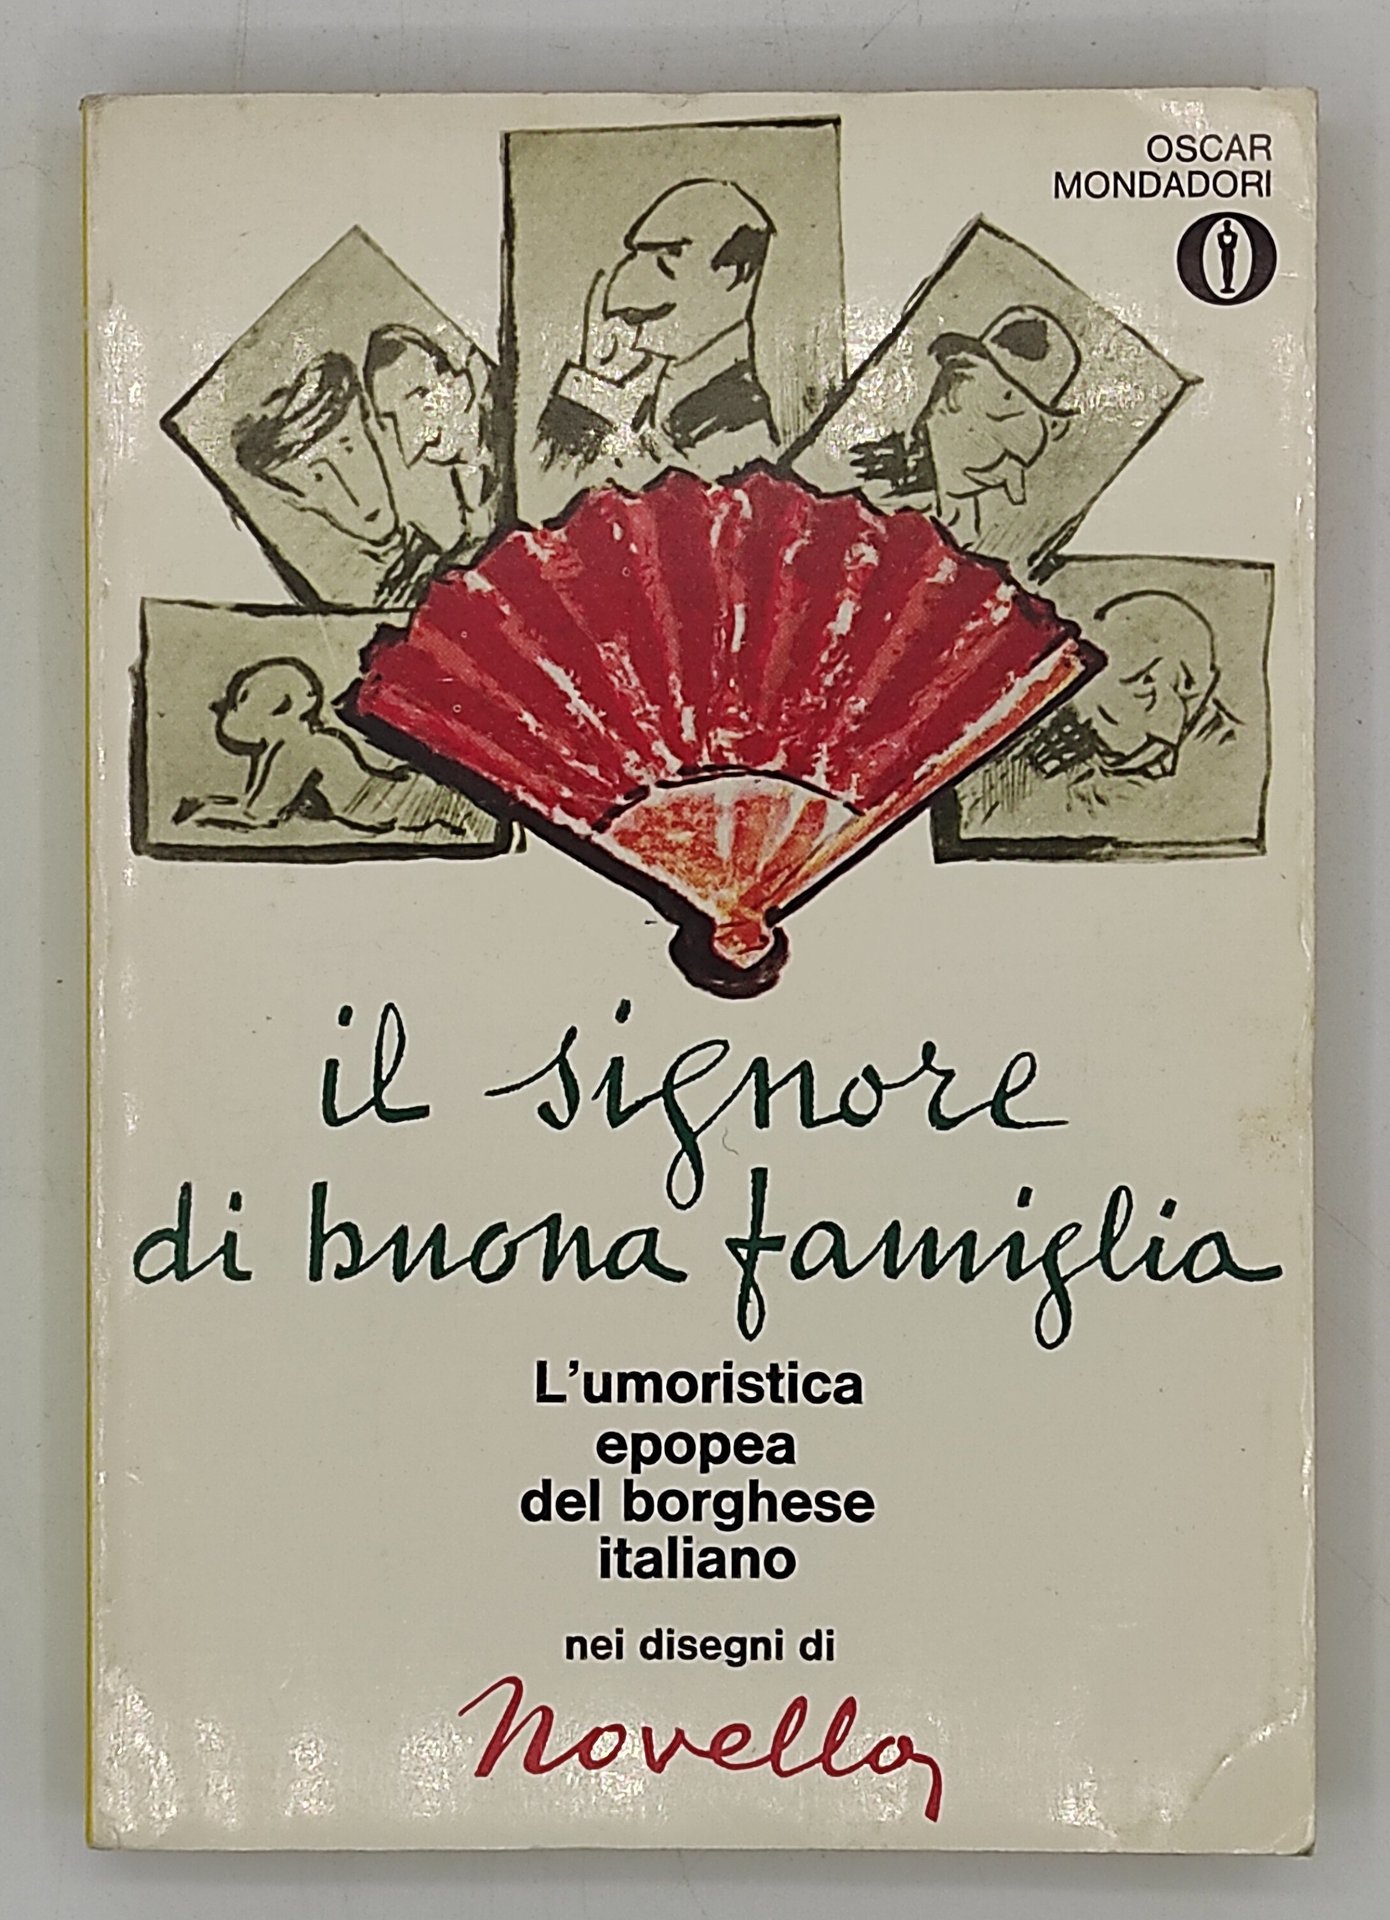 OSCAR
MONDADORI
il signore
di buona famiglia
L'umoristica
epopea
del borghese
italiano
nei disegni di
Novello